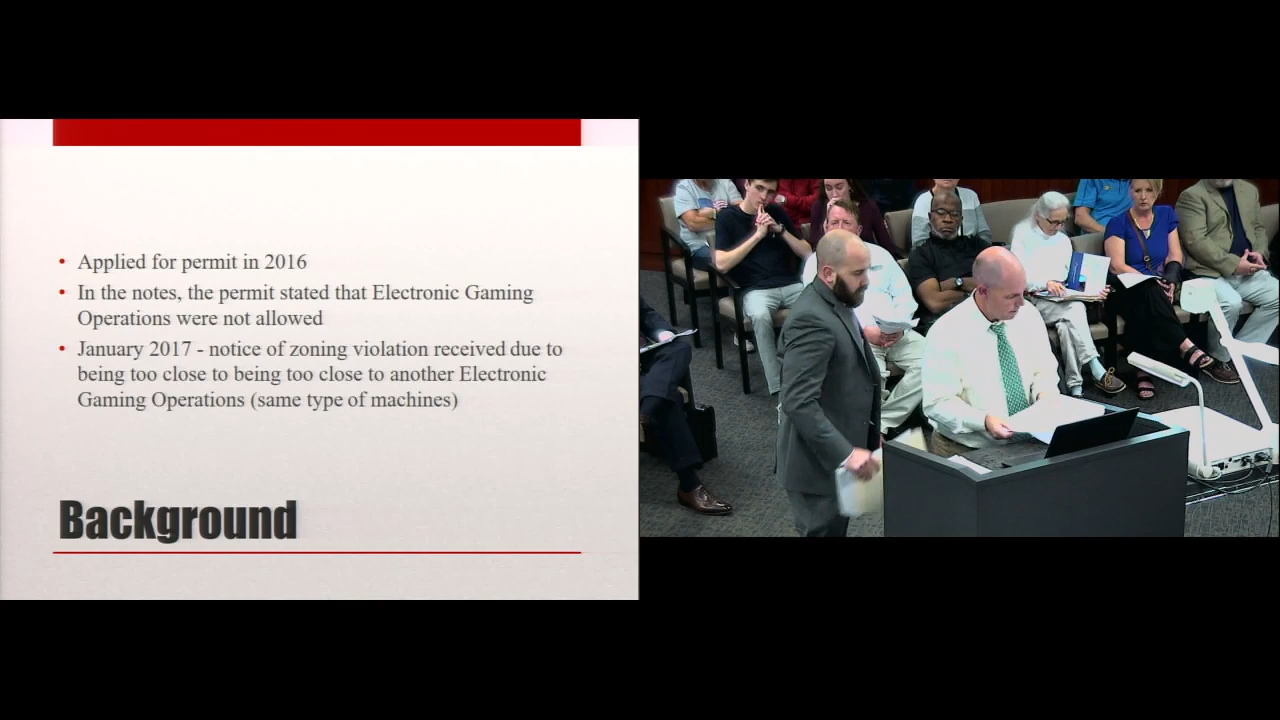 • Applied for permit in 2016
• In the notes, the permit stated that Electronic Gaming
Operations were not allowed
• January 2017 - notice of zoning violation received due to
being too close to being too close to another Electronic
Gaming Operations (same type of machines)
Background